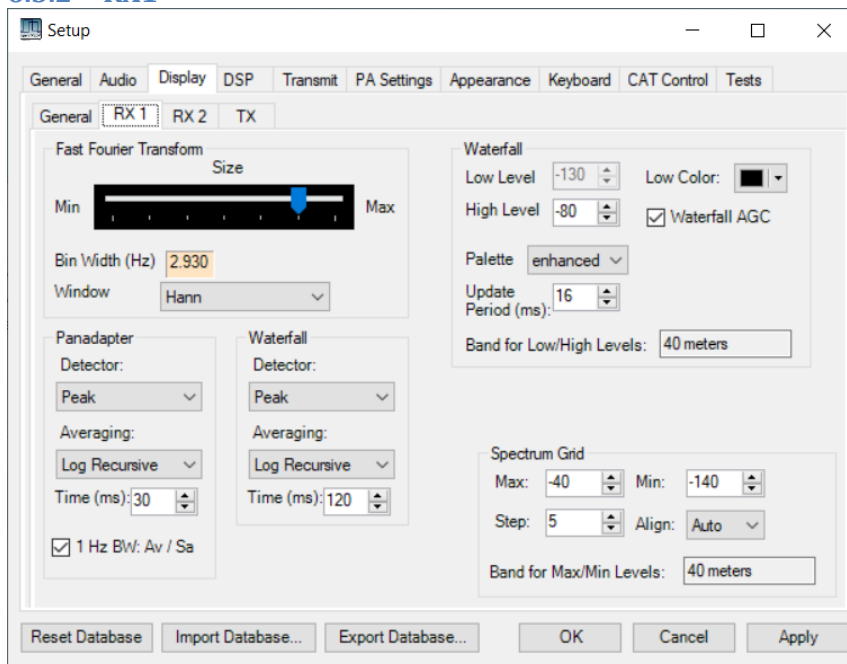 6.3.2 RX1
Setup
General Audio Display DSP Transmit PA Settings Appearance Keyboard CAT Control Tests
General RX 1 RX 2 TX
Fast Fourier Transform
Size
Min Max
Bin Width (Hz) 2.930
Window Hann
Panadapter
Detector:
Peak
Averaging:
Log Recursive
Time (ms): 30
1 Hz BW: Av / Sa
Waterfall
Detector:
Peak
Averaging:
Log Recursive
Time (ms): 120
Waterfall
Low Level -130 Low Color:
High Level -80 Waterfall AGC
Palette enhanced
Update
Period (ms): 16
Band for Low/High Levels: 40 meters
Spectrum Grid
Max: -40 Min: -140
Step: 5 Align: Auto
Band for Max/Min Levels: 40 meters
Reset Database Import Database... Export Database... OK Cancel Apply